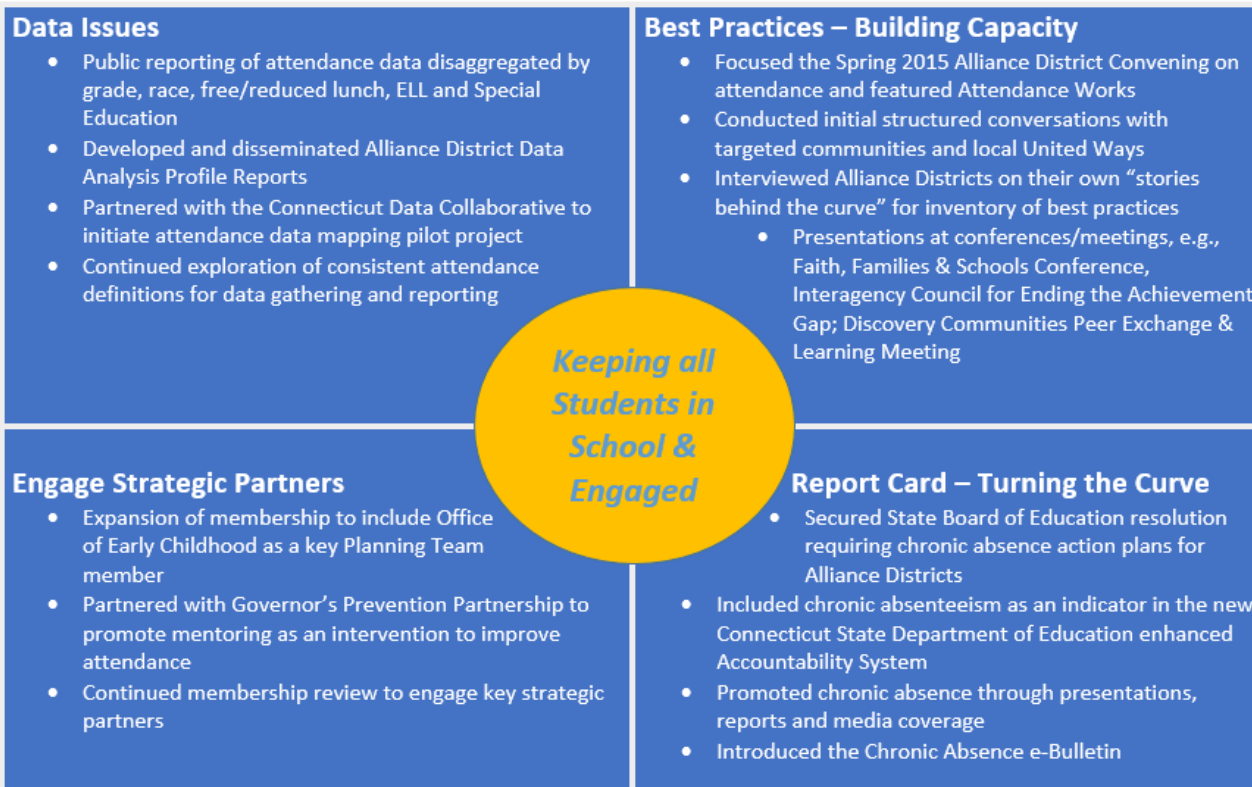 Data Issues
• Public reporting of attendance data disaggregated by
grade, race, free/reduced lunch, ELL and Special
Education
• Developed and disseminated Alliance District Data
Analysis Profile Reports
• Partnered with the Connecticut Data Collaborative to
initiate attendance data mapping pilot project
• Continued exploration of consistent attendance
definitions for data gathering and reporting
Best Practices – Building Capacity
• Focused the Spring 2015 Alliance District Convening on
attendance and featured Attendance Works
• Conducted initial structured conversations with
targeted communities and local United Ways
• Interviewed Alliance Districts on their own “stories
behind the curve” for inventory of best practices
• Presentations at conferences/meetings, e.g.,
Faith, Families & Schools Conference,
Interagency Council for Ending the Achievement
Gap; Discovery Communities Peer Exchange &
Learning Meeting
Keeping all
Students in
School &
Engaged
Engage Strategic Partners
• Expansion of membership to include Office
of Early Childhood as a key Planning Team
member
• Partnered with Governor’s Prevention Partnership to
promote mentoring as an intervention to improve
attendance
• Continued membership review to engage key strategic
partners
Report Card – Turning the Curve
• Secured State Board of Education resolution
requiring chronic absence action plans for
Alliance Districts
• Included chronic absenteeism as an indicator in the new
Connecticut State Department of Education enhanced
Accountability System
• Promoted chronic absence through presentations,
reports and media coverage
• Introduced the Chronic Absence e-Bulletin